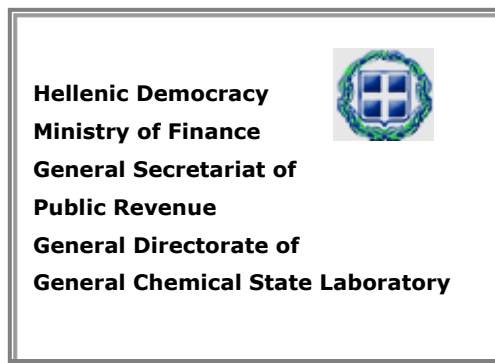 Hellenic Democracy
Ministry of Finance
General Secretariat of
Public Revenue
General Directorate of
General Chemical State Laboratory